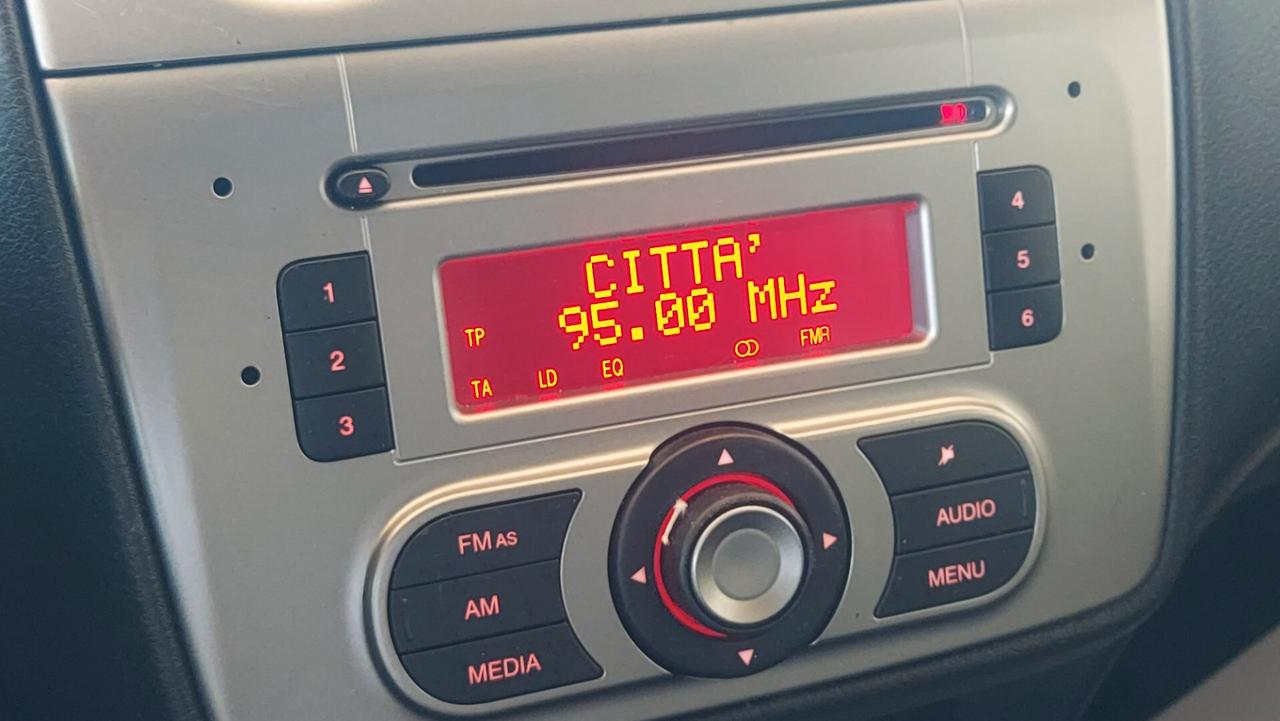 CITTA'
95.00 MHz
TP
TA LD EQ FMR
1
2
3
4
5
6
FM AS
AM
MEDIA
AUDIO
MENU